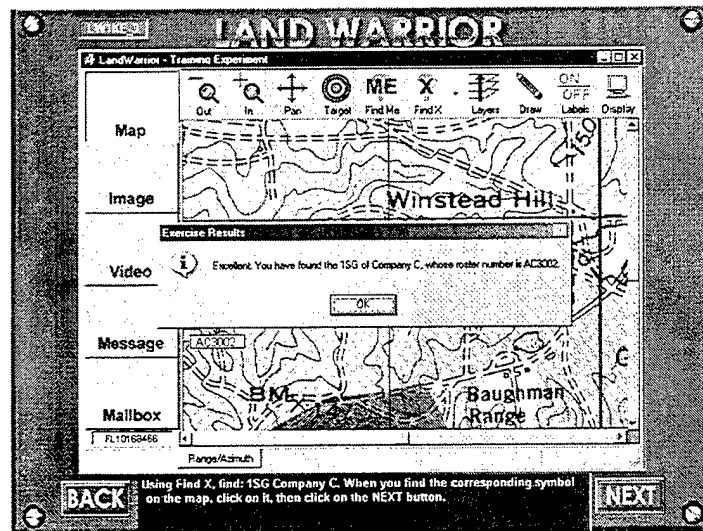 LAND WARRIOR
LandWarrior - Training Experiment
Out In Pan Target Find Me Find X Layers Draw Labels Display
ME X ON OFF
Map
Image
Video
Message
Mailbox
150
Winstead Hill
Exercise Results
Excellent. You have found the 1SG of Company C, whose roster number is AC3002.
OK
AC3002
BM
Baughman
Range
FL10168466
Range/Azimuth
BACK
Using Find X, find: 1SG Company C. When you find the corresponding symbol
on the map, click on it, then click on the NEXT button.
NEXT